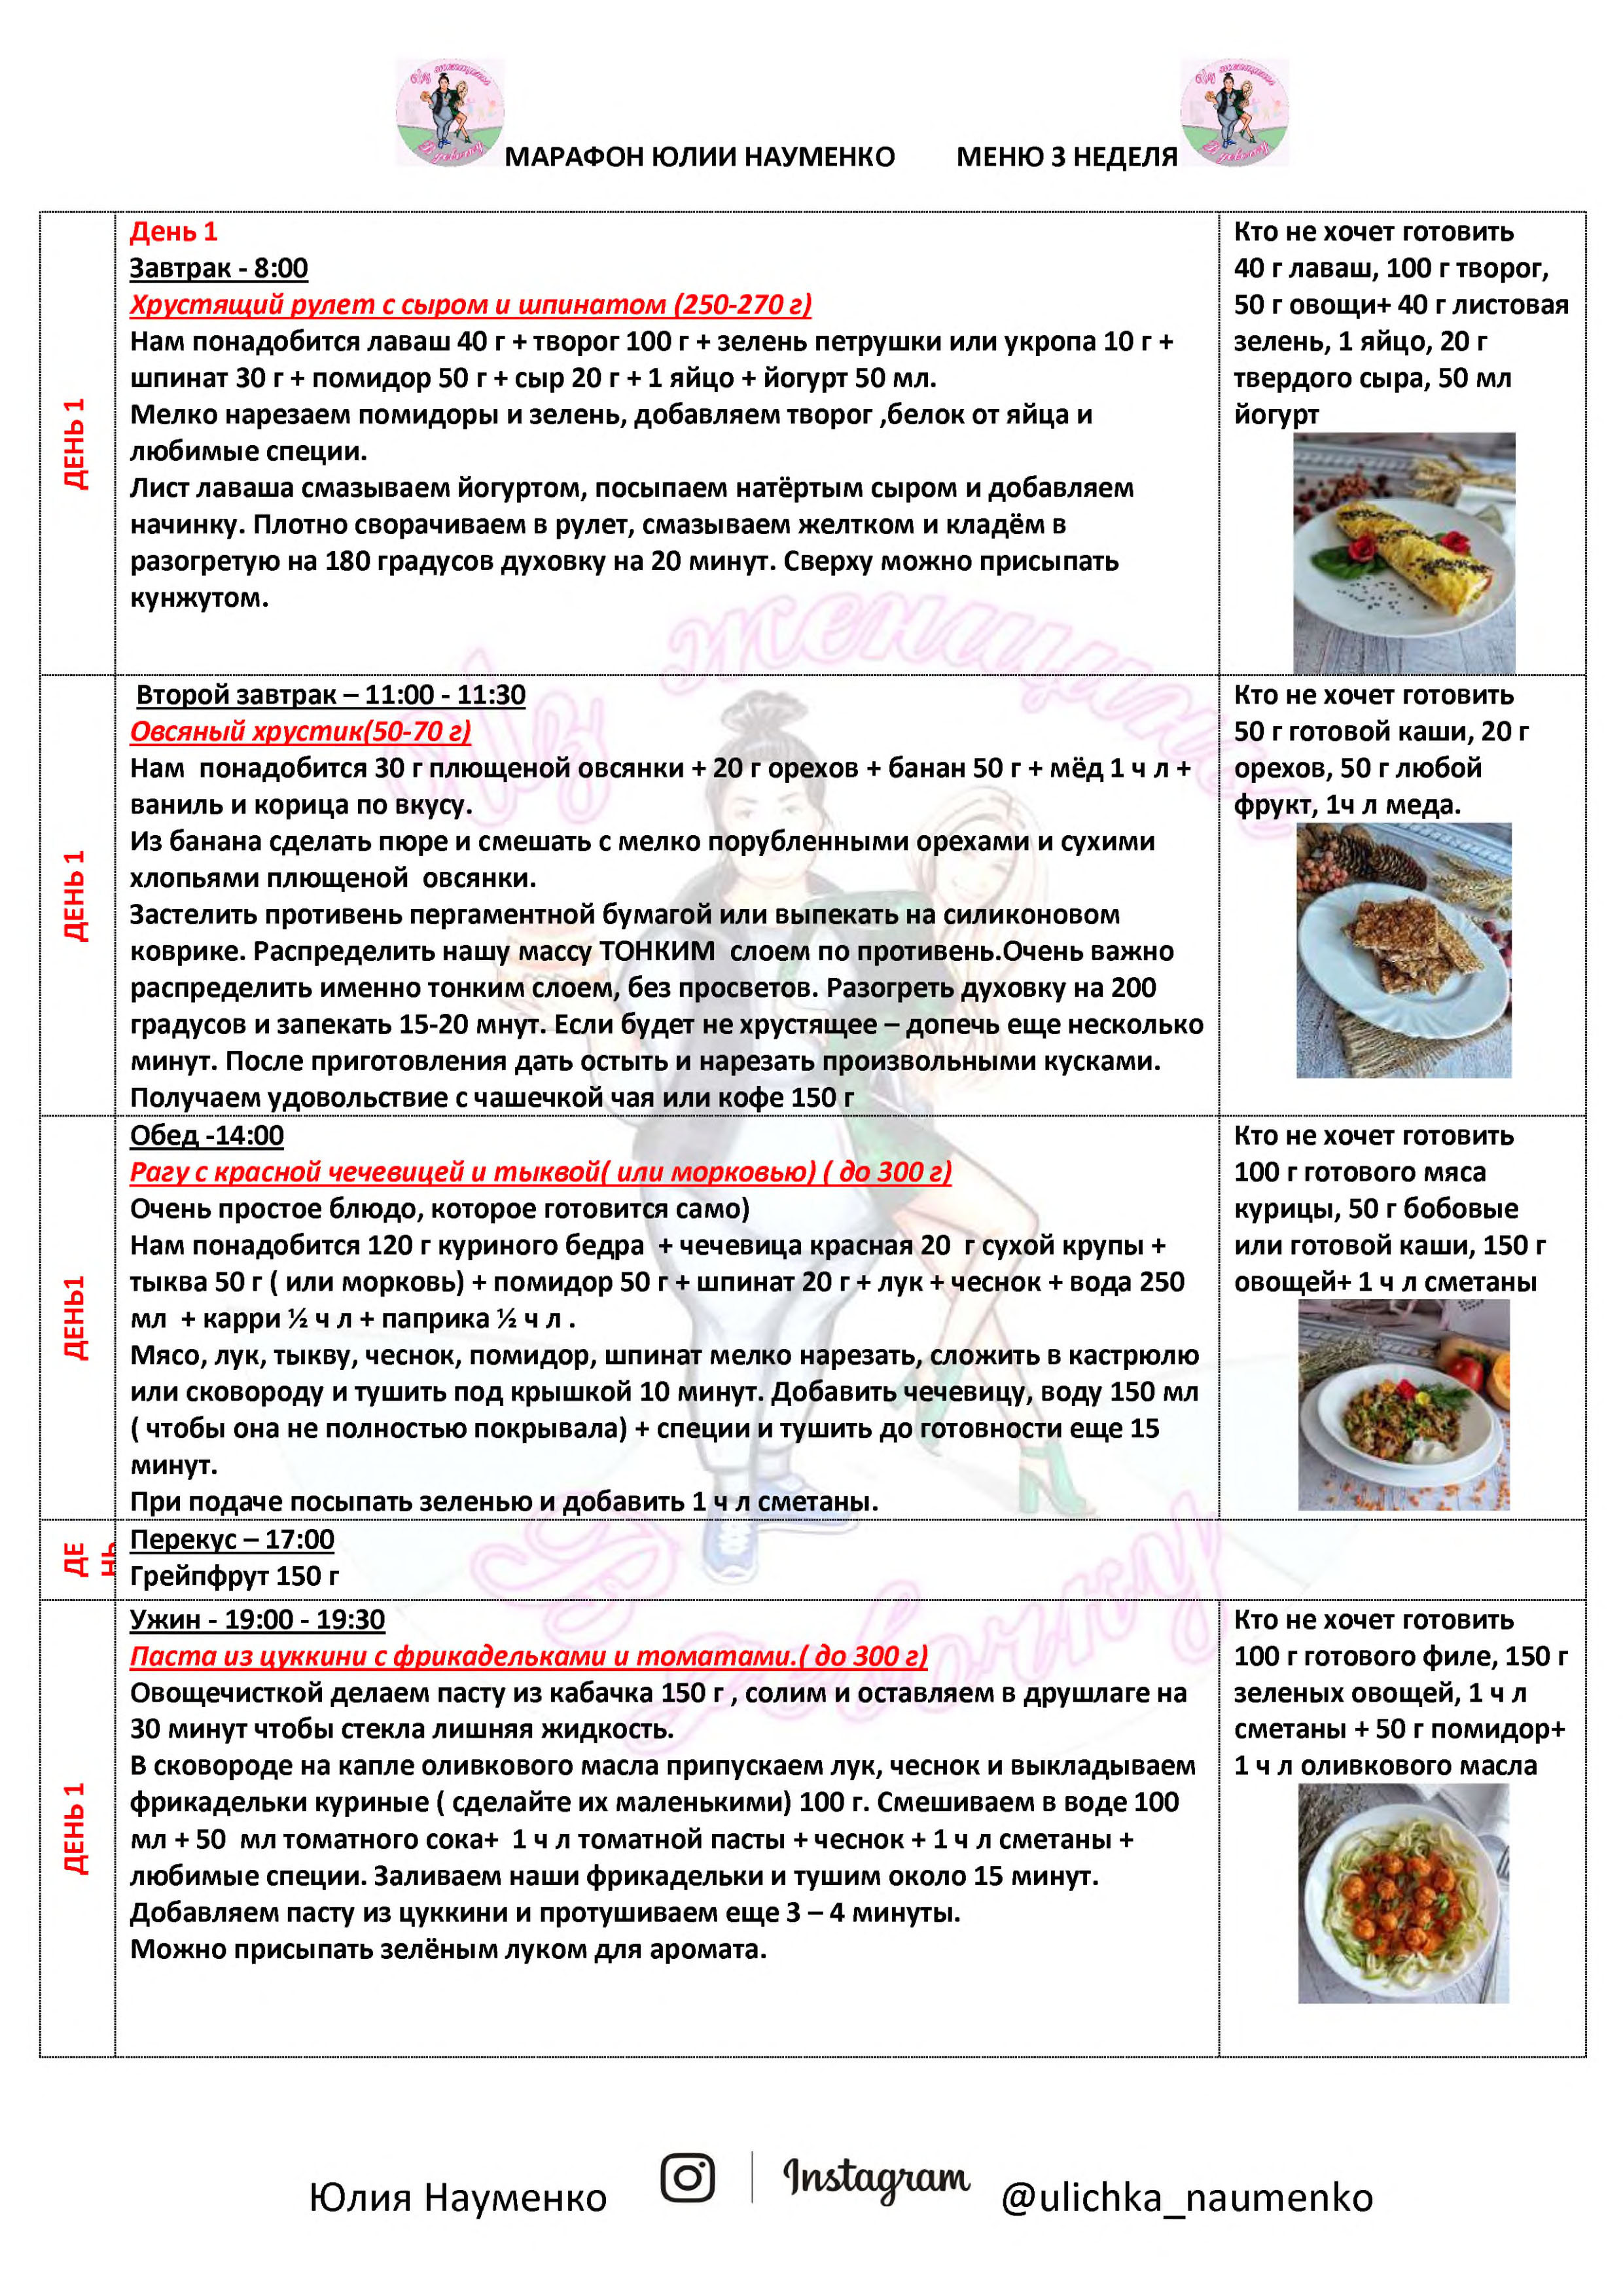 МАРАФОН ЮЛИИ НАУМЕНКО МЕНЮ 3 НЕДЕЛЯ
ДЕНЬ 1
День 1
Завтрак - 8:00
Хрустящий рулет с сыром и шпинатом (250-270 г)
Нам понадобится лаваш 40 г + творог 100 г + зелень петрушки или укропа 10 г +
шпинат 30 г + помидор 50 г + сыр 20 г + 1 яйцо + йогурт 50 мл.
Мелко нарезаем помидоры и зелень, добавляем творог ,белок от яйца и
любимые специи.
Лист лаваша смазываем йогуртом, посыпаем натёртым сыром и добавляем
начинку. Плотно сворачиваем в рулет, смазываем желтком и кладём в
разогретую на 180 градусов духовку на 20 минут. Сверху можно присыпать
кунжутом.
Кто не хочет готовить
40 г лаваш, 100 г творог,
50 г овощи+ 40 г листовая
зелень, 1 яйцо, 20 г
твердого сыра, 50 мл
йогурт
ДЕНЬ 1
Второй завтрак – 11:00 - 11:30
Овсяный хрустик(50-70 г)
Нам понадобится 30 г плющеной овсянки + 20 г орехов + банан 50 г + мёд 1 ч л +
ваниль и корица по вкусу.
Из банана сделать пюре и смешать с мелко порубленными орехами и сухими
хлопьями плющеной овсянки.
Застелить противень пергаментной бумагой или выпекать на силиконовом
коврике. Распределить нашу массу ТОНКИМ слоем по противень.Очень важно
распределить именно тонким слоем, без просветов. Разогреть духовку на 200
градусов и запекать 15-20 мнут. Если будет не хрустящее – допечь еще несколько
минут. После приготовления дать остыть и нарезать произвольными кусками.
Получаем удовольствие с чашечкой чая или кофе 150 г
Кто не хочет готовить
50 г готовой каши, 20 г
орехов, 50 г любой
фрукт, 1ч л меда.
ДЕНЬ1
Обед -14:00
Рагу с красной чечевицей и тыквой( или морковью) ( до 300 г)
Очень простое блюдо, которое готовится само)
Нам понадобится 120 г куриного бедра + чечевица красная 20 г сухой крупы +
тыква 50 г ( или морковь) + помидор 50 г + шпинат 20 г + лук + чеснок + вода 250
мл + карри ½ ч л + паприка ½ ч л .
Мясо, лук, тыкву, чеснок, помидор, шпинат мелко нарезать, сложить в кастрюлю
или сковороду и тушить под крышкой 10 минут. Добавить чечевицу, воду 150 мл
( чтобы она не полностью покрывала) + специи и тушить до готовности еще 15
минут.
При подаче посыпать зеленью и добавить 1 ч л сметаны.
Кто не хочет готовить
100 г готового мяса
курицы, 50 г бобовые
или готовой каши, 150 г
овощей+ 1 ч л сметаны
ДЕ
НЬ
Перекус – 17:00
Грейпфрут 150 г
ДЕНЬ 1
Ужин - 19:00 - 19:30
Паста из цуккини с фрикадельками и томатами.( до 300 г)
Овощечисткой делаем пасту из кабачка 150 г , солим и оставляем в друшлаге на
30 минут чтобы стекла лишняя жидкость.
В сковороде на капле оливкового масла припускаем лук, чеснок и выкладываем
фрикадельки куриные ( сделайте их маленькими) 100 г. Смешиваем в воде 100
мл + 50 мл томатного сока+ 1 ч л томатной пасты + чеснок + 1 ч л сметаны +
любимые специи. Заливаем наши фрикадельки и тушим около 15 минут.
Добавляем пасту из цуккини и протушиваем еще 3 – 4 минуты.
Можно присыпать зелёным луком для аромата.
Кто не хочет готовить
100 г готового филе, 150 г
зеленых овощей, 1 ч л
сметаны + 50 г помидор+
1 ч л оливкового масла
Из женщины
В девочку
Юлия Науменко Instagram @ulichka_naumenko